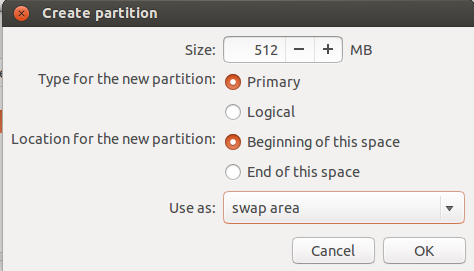 Create partition
Size: 512 MB
Type for the new partition: Primary
Logical
Location for the new partition: Beginning of this space
End of this space
Use as: swap area
Cancel OK